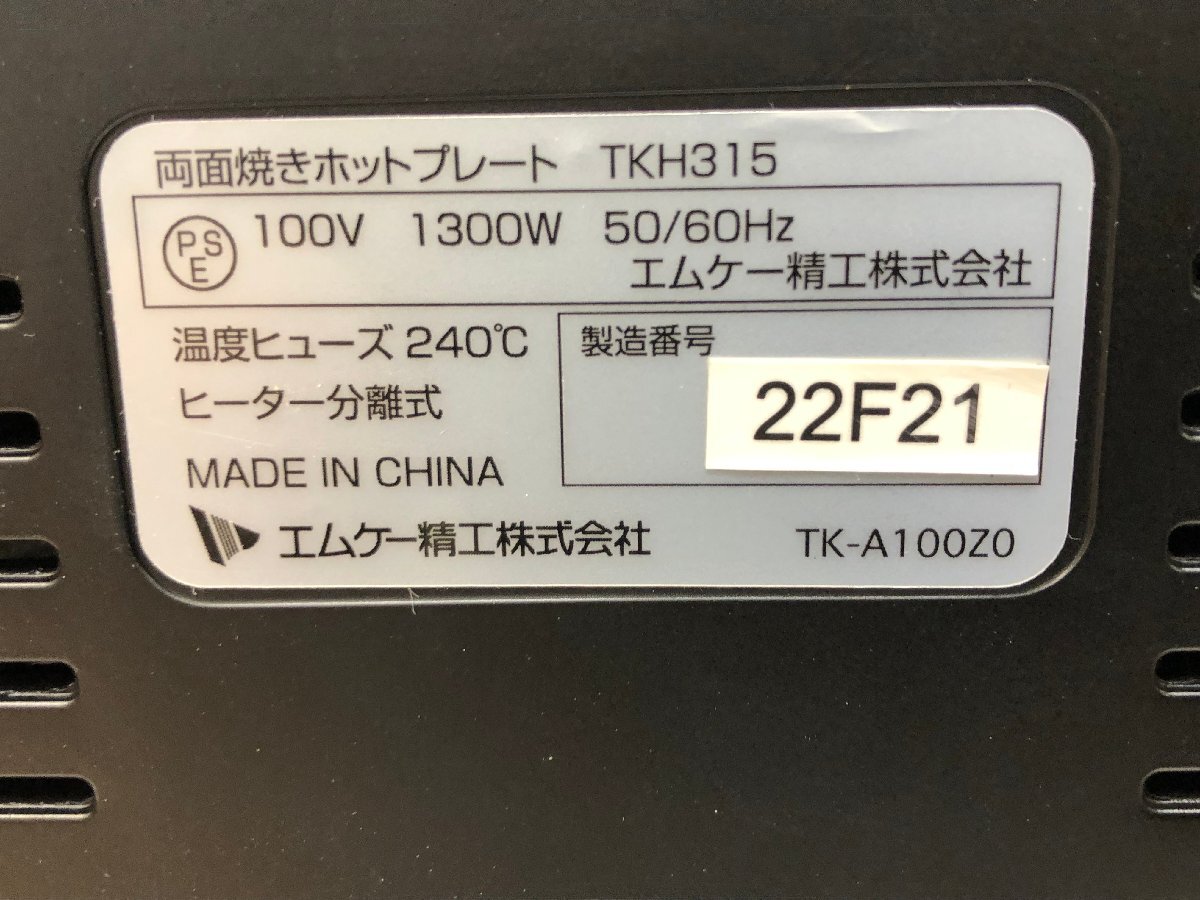 両面焼きホットプレート TKH315
PSE 100V 1300W 50/60Hz
エムケー精工株式会社
温度ヒューズ 240℃
ヒーター分離式
MADE IN CHINA
製造番号
22F21
エムケー精工株式会社 TK-A100Z0